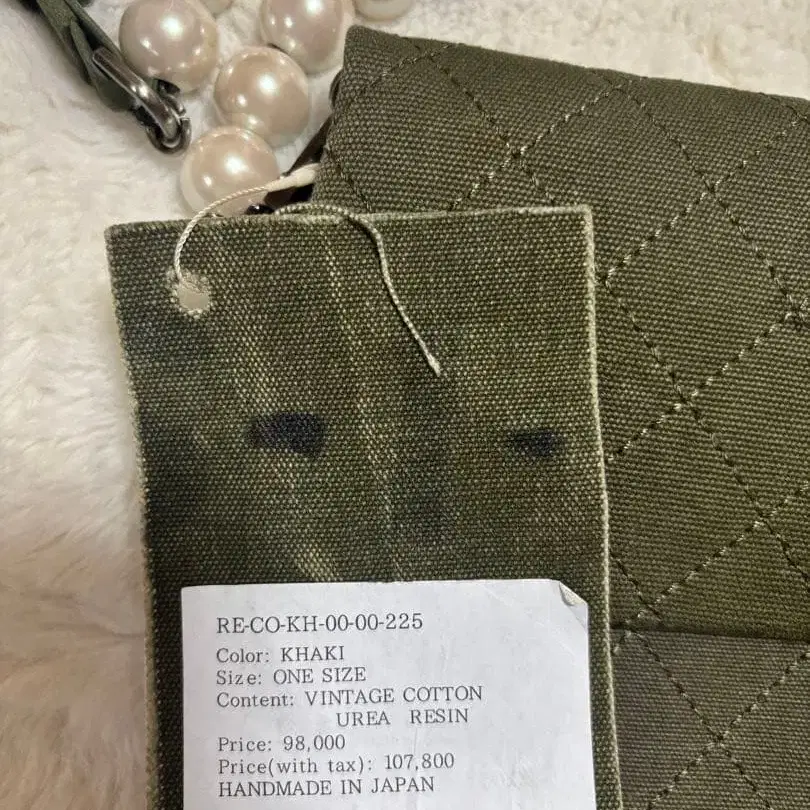 RE-CO-KH-00-00-225
Color: KHAKI
Size: ONE SIZE
Content: VINTAGE COTTON
UREA RESIN
Price: 98,000
Price(with tax): 107,800
HANDMADE IN JAPAN